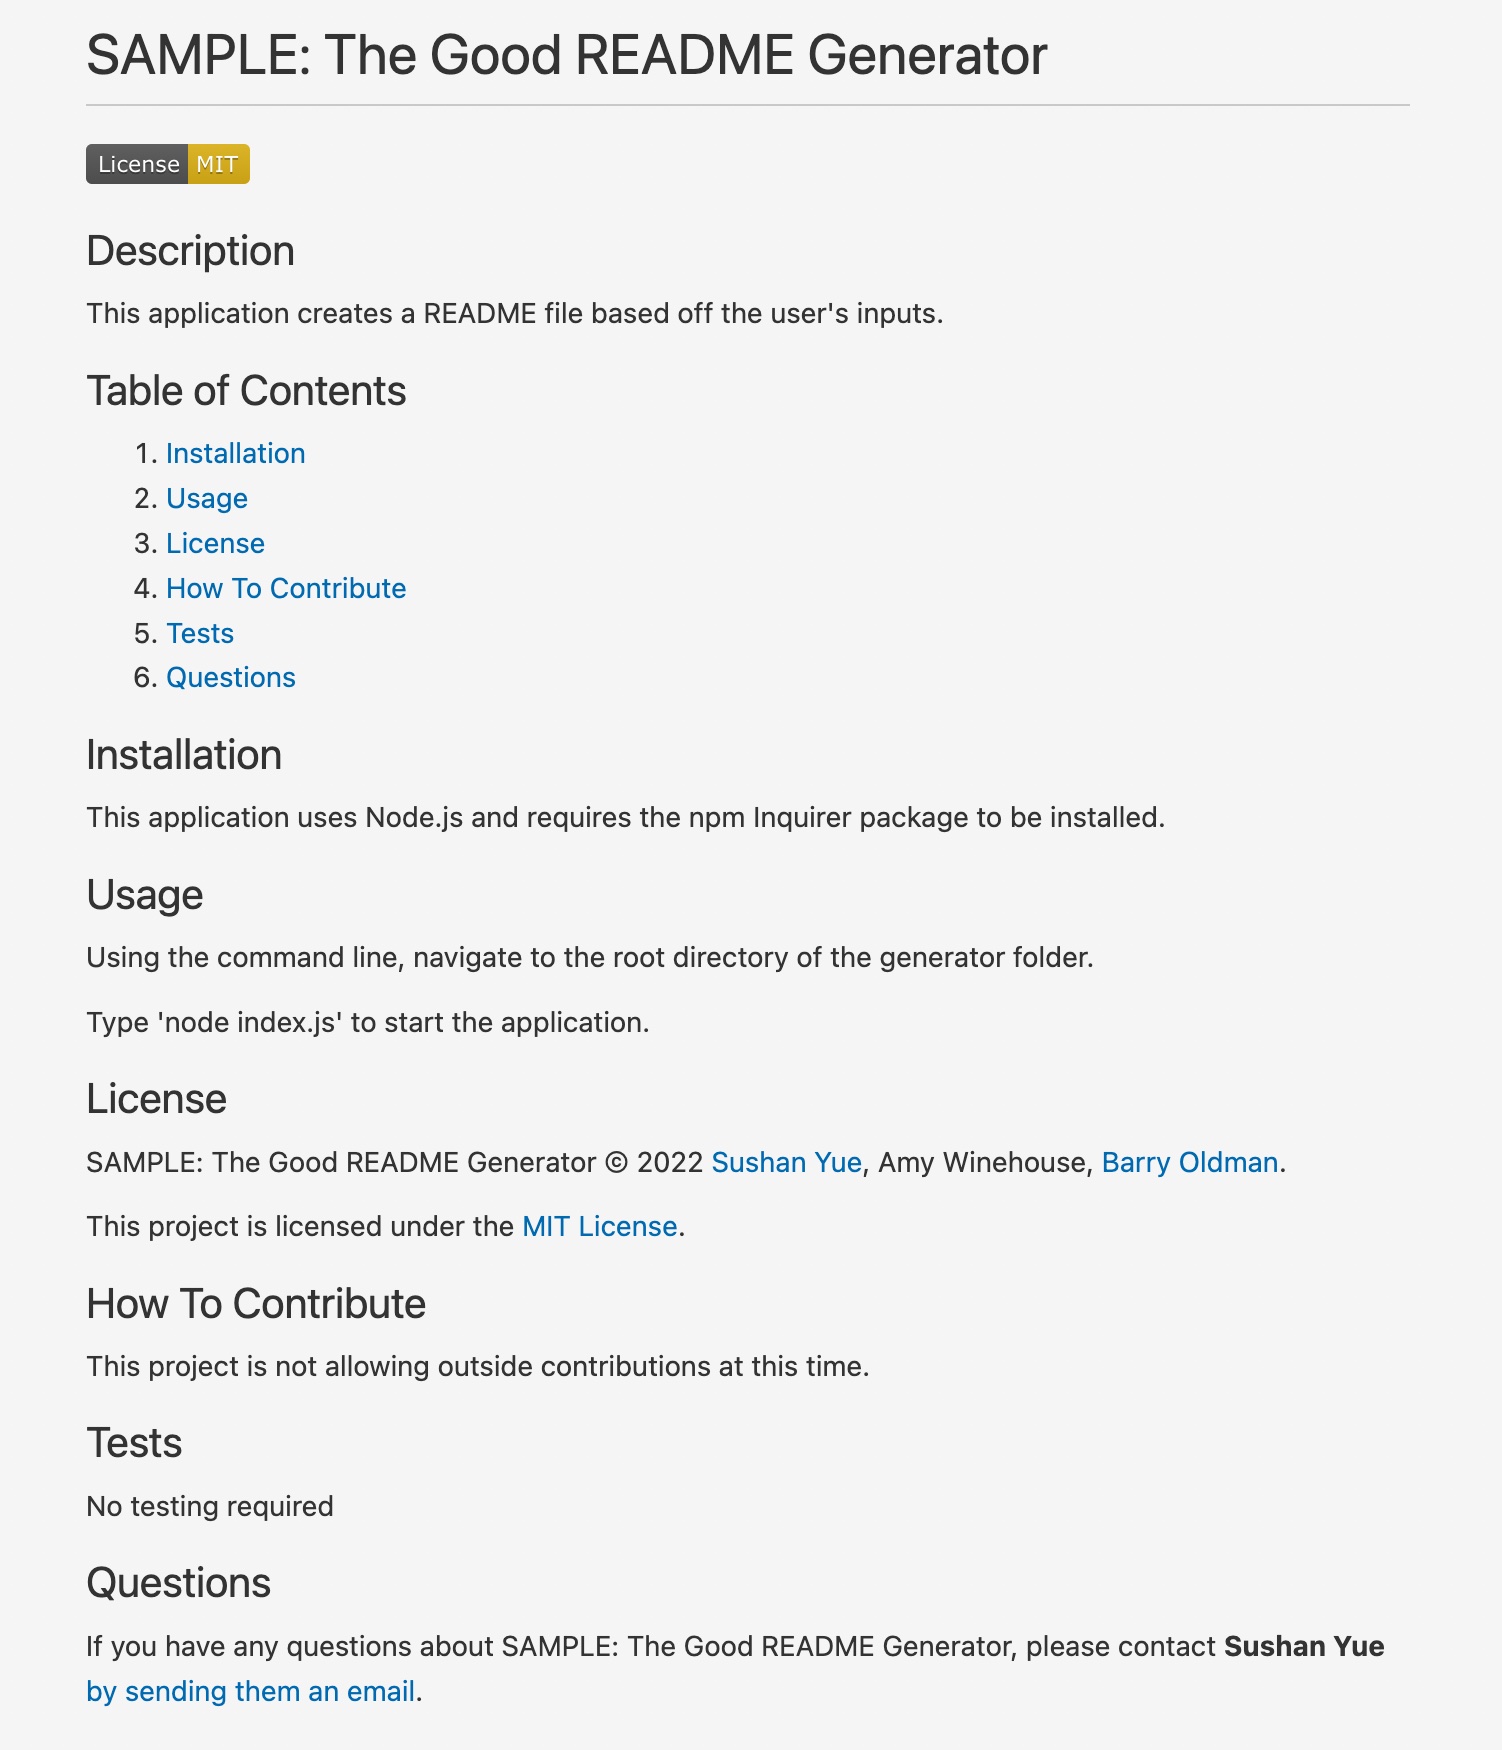 SAMPLE: The Good README Generator
License MIT
Description
This application creates a README file based off the user's inputs.
Table of Contents
1. Installation
2. Usage
3. License
4. How To Contribute
5. Tests
6. Questions
Installation
This application uses Node.js and requires the npm Inquirer package to be installed.
Usage
Using the command line, navigate to the root directory of the generator folder.
Type 'node index.js' to start the application.
License
SAMPLE: The Good README Generator © 2022 Sushan Yue, Amy Winehouse, Barry Oldman.
This project is licensed under the MIT License.
How To Contribute
This project is not allowing outside contributions at this time.
Tests
No testing required
Questions
If you have any questions about SAMPLE: The Good README Generator, please contact Sushan Yue
by sending them an email.